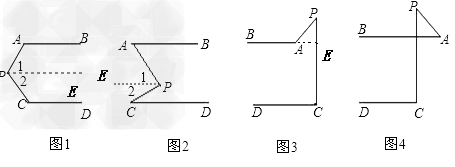 A B P 1 2 E C D
A B E 1 2 P C D
P B A E D C
P A D C
图1 图2 图3 图4